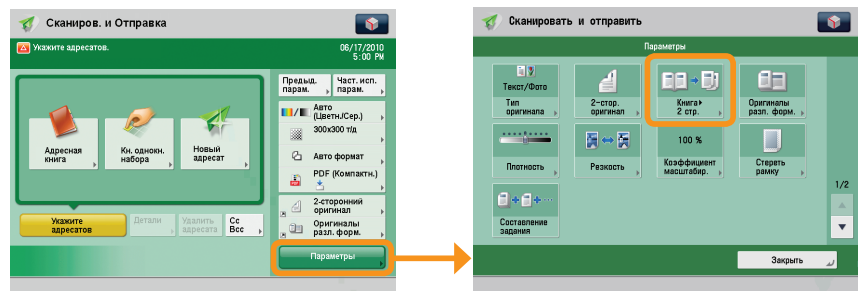 Сканиров. и Отправка
Укажите адресатов.
06/17/2010
5:00 PM
Предыд. парам.
Част. исп. парам.
Адресная книга
Кн. однокн. набора
Новый адресат
Авто (Цветн./Сер.)
300x300 т/д
Авто формат
PDF (Компактн.)
2-сторонний оригинал
Оригиналы разл. форм.
Укажите адресатов
Детали
Удалить адресата
Cc Bcc
Параметры
Сканировать и отправить
Параметры
Текст/Фото
Тип оригинала
2-стор. оригинал
Книга▸ 2 стр.
Оригиналы разл. форм.
Плотность
Резкость
100 %
Коэффициент масштабир.
Стереть рамку
Составление задания
1/2
Закрыть